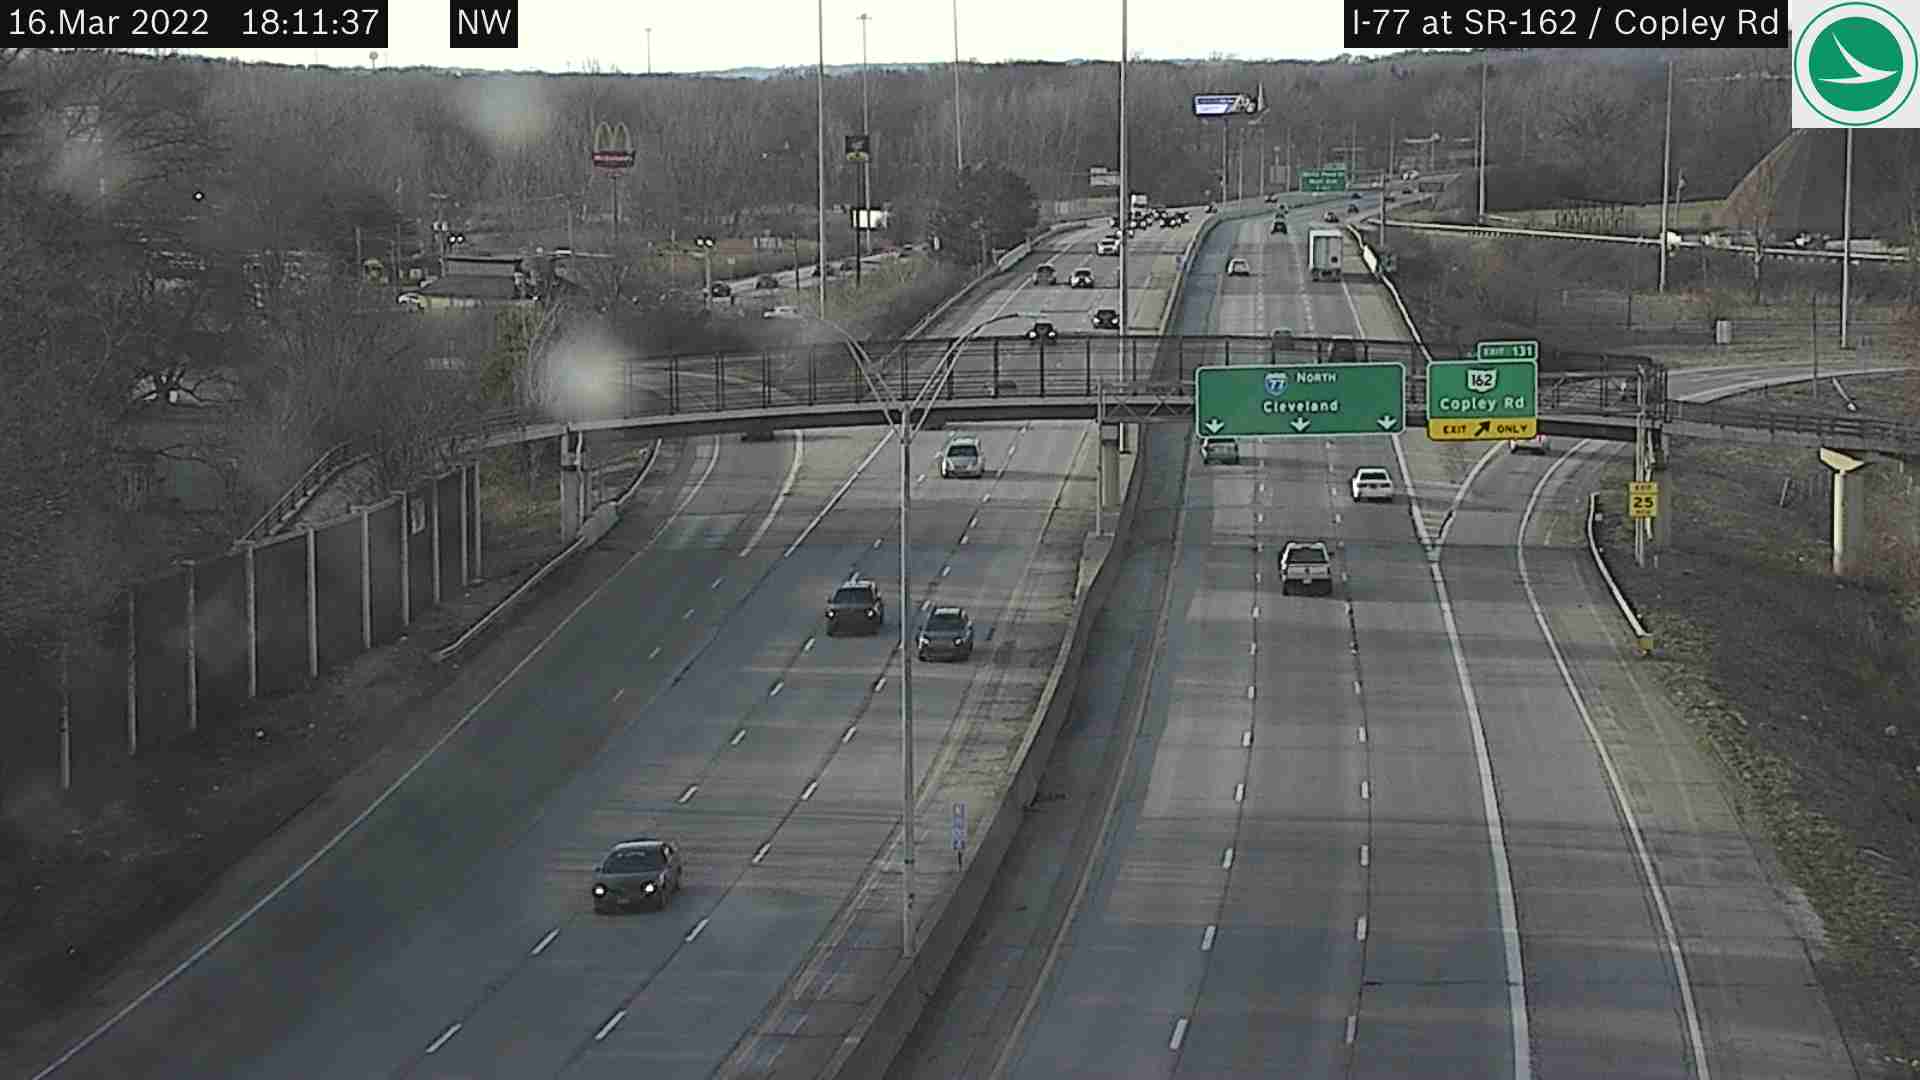 16.Mar 2022 18:11:37
NW
I-77 at SR-162 / Copley Rd
McDonald's
EXIT 131
77 NORTH
Cleveland
162
Copley Rd
EXIT ONLY
EXIT
25